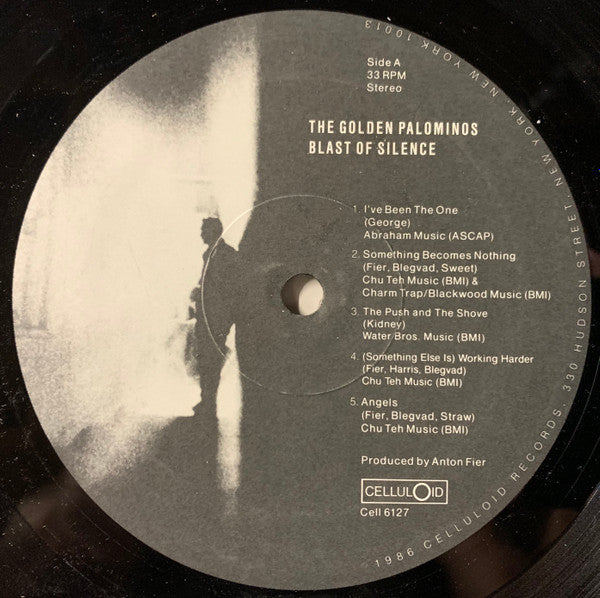 Side A
33 RPM
Stereo
THE GOLDEN PALOMINOS
BLAST OF SILENCE
1. I've Been The One
(George)
Abraham Music (ASCAP)
2. Something Becomes Nothing
(Fier, Blegvad, Sweet)
Chu Teh Music (BMI) &
Charm Trap/Blackwood Music (BMI)
3. The Push and The Shove
(Kidney)
Water Bros. Music (BMI)
4. (Something Else Is) Working Harder
(Fier, Harris, Blegvad)
Chu Teh Music (BMI)
5. Angels
(Fier, Blegvad, Straw)
Chu Teh Music (BMI)
Produced by Anton Fier
CELLULOID
Cell 6127
1986 CELLULOID RECORDS, 330 HUDSON STREET, NEW YORK, NEW YORK 10013